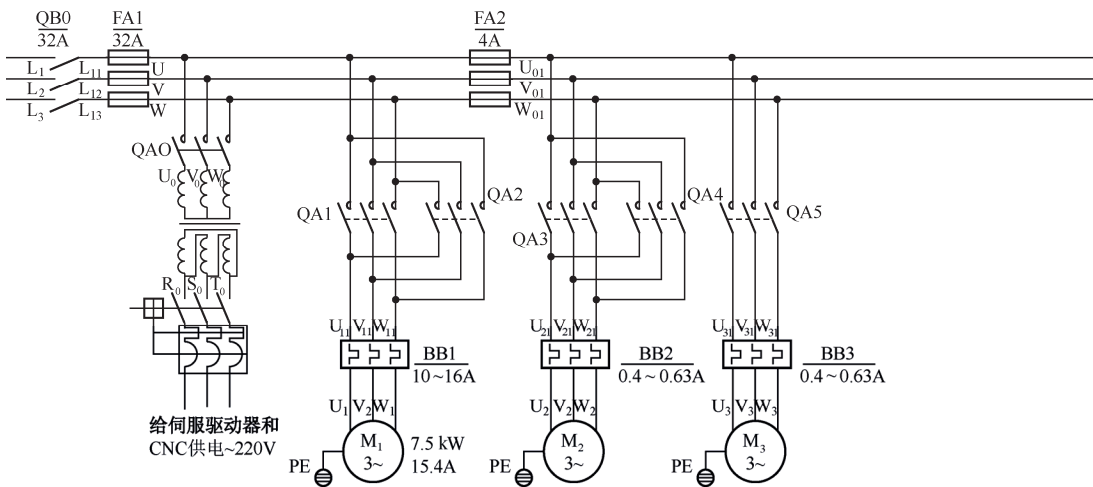 QB0
32A
FA1
32A
FA2
4A
L1 L11 U
L2 L12 V
L3 L13 W
U01
V01
W01
QAO
U0 V0 W0
QA1
QA2
QA3
QA4
QA5
R0 S0 T0
U11 V11 W11
BB1
10~16A
U21 V21 W21
BB2
0.4~0.63A
U31 V31 W31
BB3
0.4~0.63A
给伺服驱动器和
CNC供电~220V
U1 V2 W1
M1
3~
7.5 kW
15.4A
PE
U2 V2 W2
M2
3~
PE
U3 V3 W3
M3
3~
PE